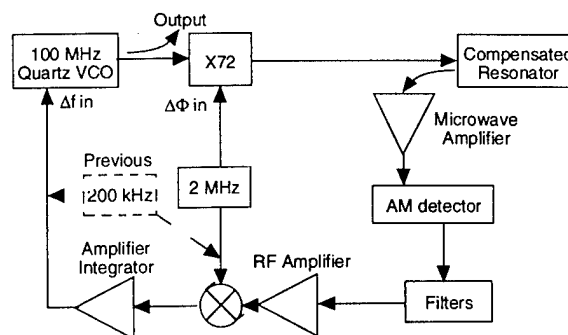 Output
100 MHz
Quartz VCO
X72
Compensated
Resonator
Δf in
ΔΦ in
Microwave
Amplifier
Previous
200 kHz
2 MHz
AM detector
Amplifier
Integrator
RF Amplifier
Filters